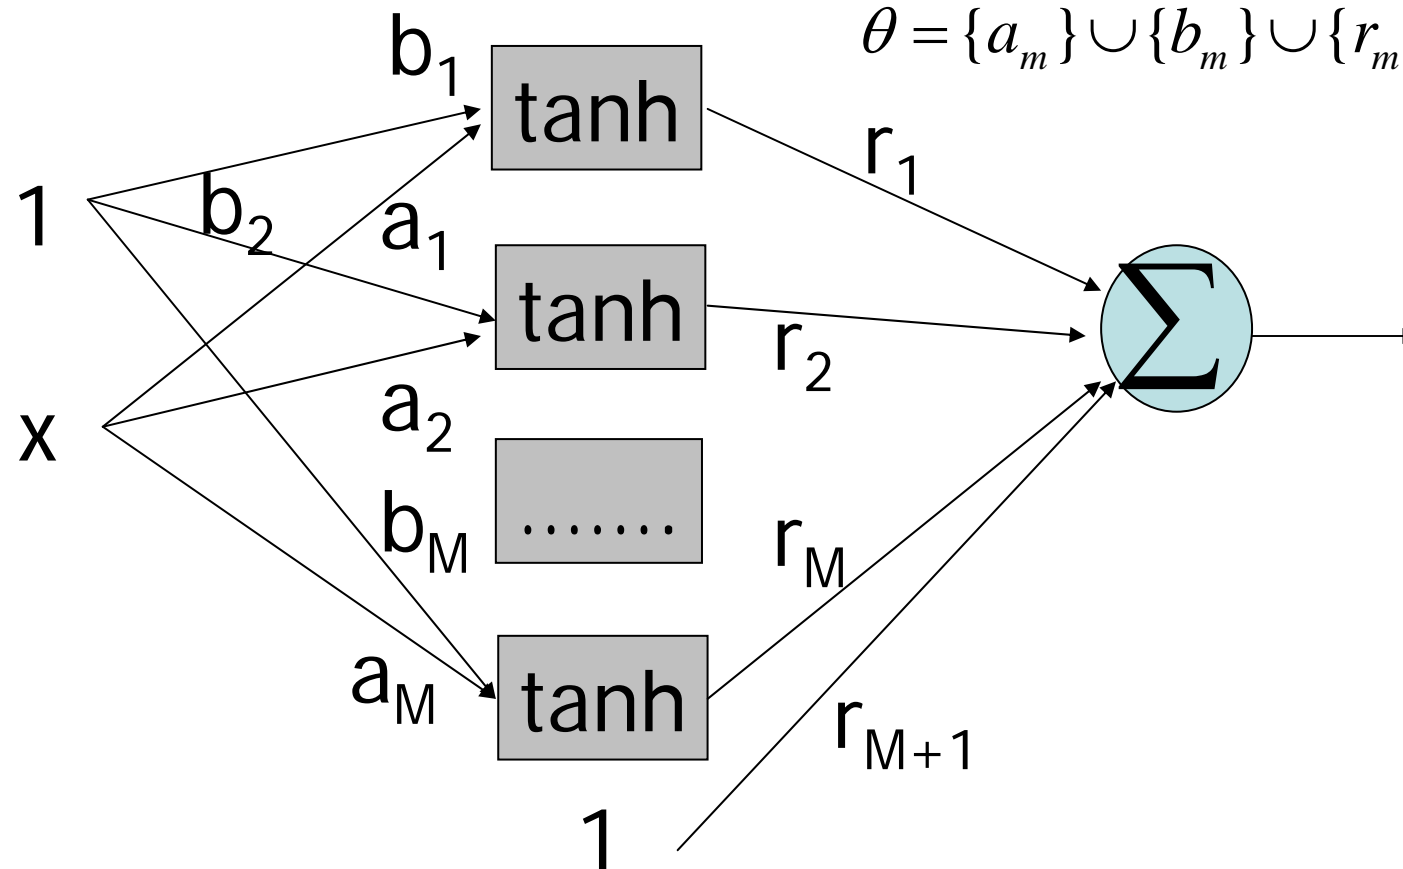 θ = {a_m} ∪ {b_m} ∪ {r_m
b_1
tanh
r_1
1
b_2
a_1
tanh
r_2
Σ
x
a_2
.......
b_M
r_M
a_M
tanh
r_M+1
1